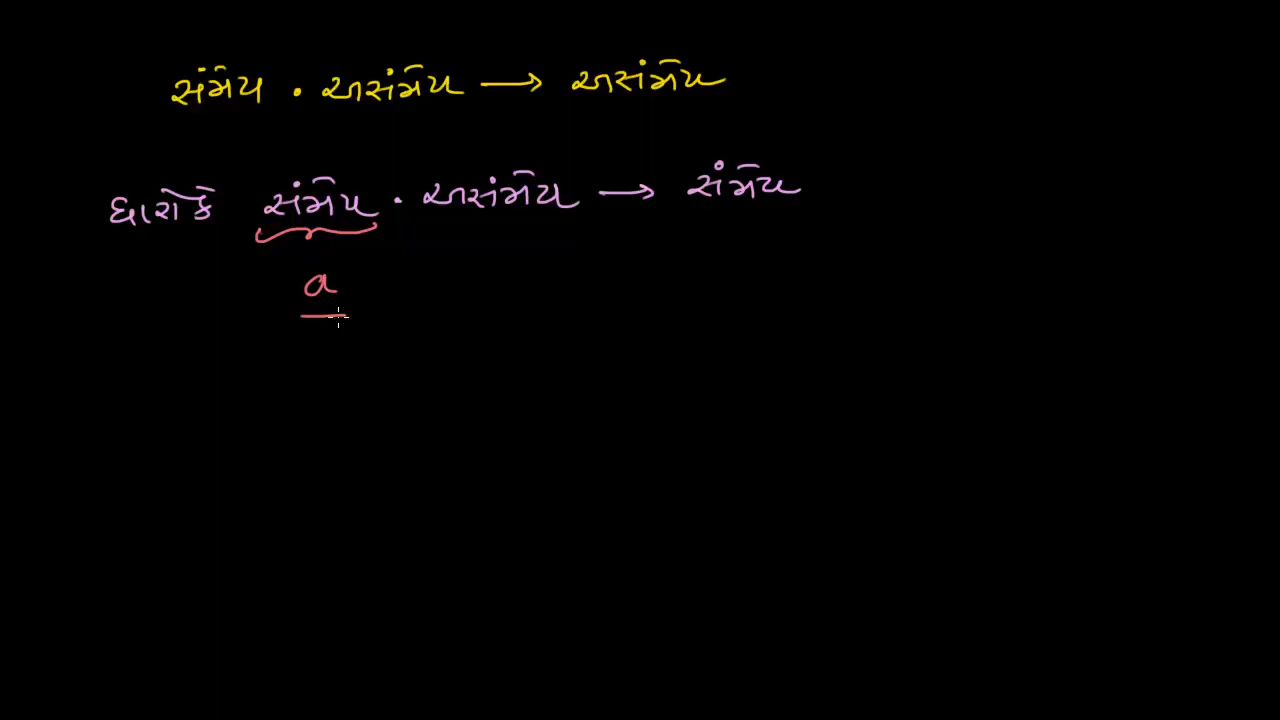 સંમેય · અસંમેય → અસંમેય
ધારોકે સંમેય · અસંમેય → સંમેય
a